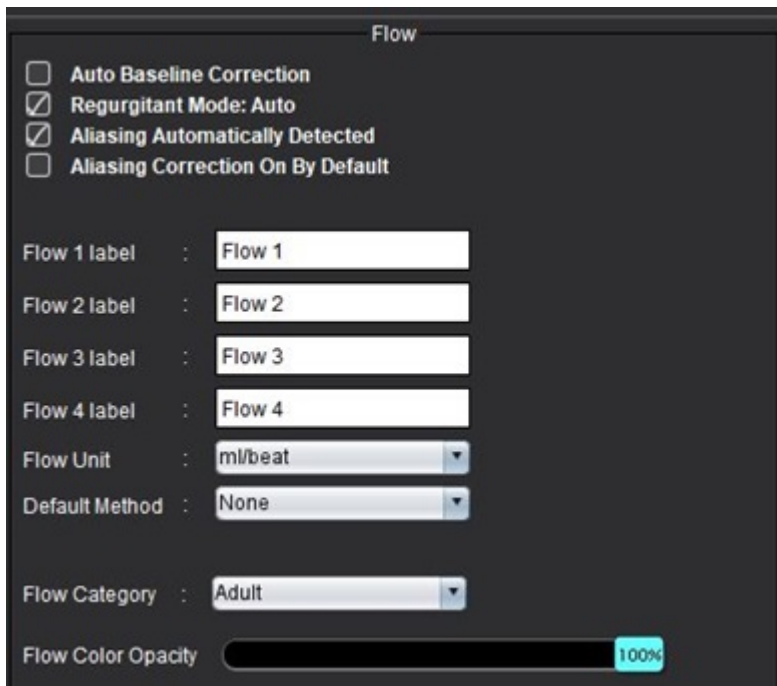 Flow
Auto Baseline Correction
Regurgitant Mode: Auto
Aliasing Automatically Detected
Aliasing Correction On By Default
Flow 1 label : Flow 1
Flow 2 label : Flow 2
Flow 3 label : Flow 3
Flow 4 label : Flow 4
Flow Unit : ml/beat
Default Method : None
Flow Category : Adult
Flow Color Opacity 100%